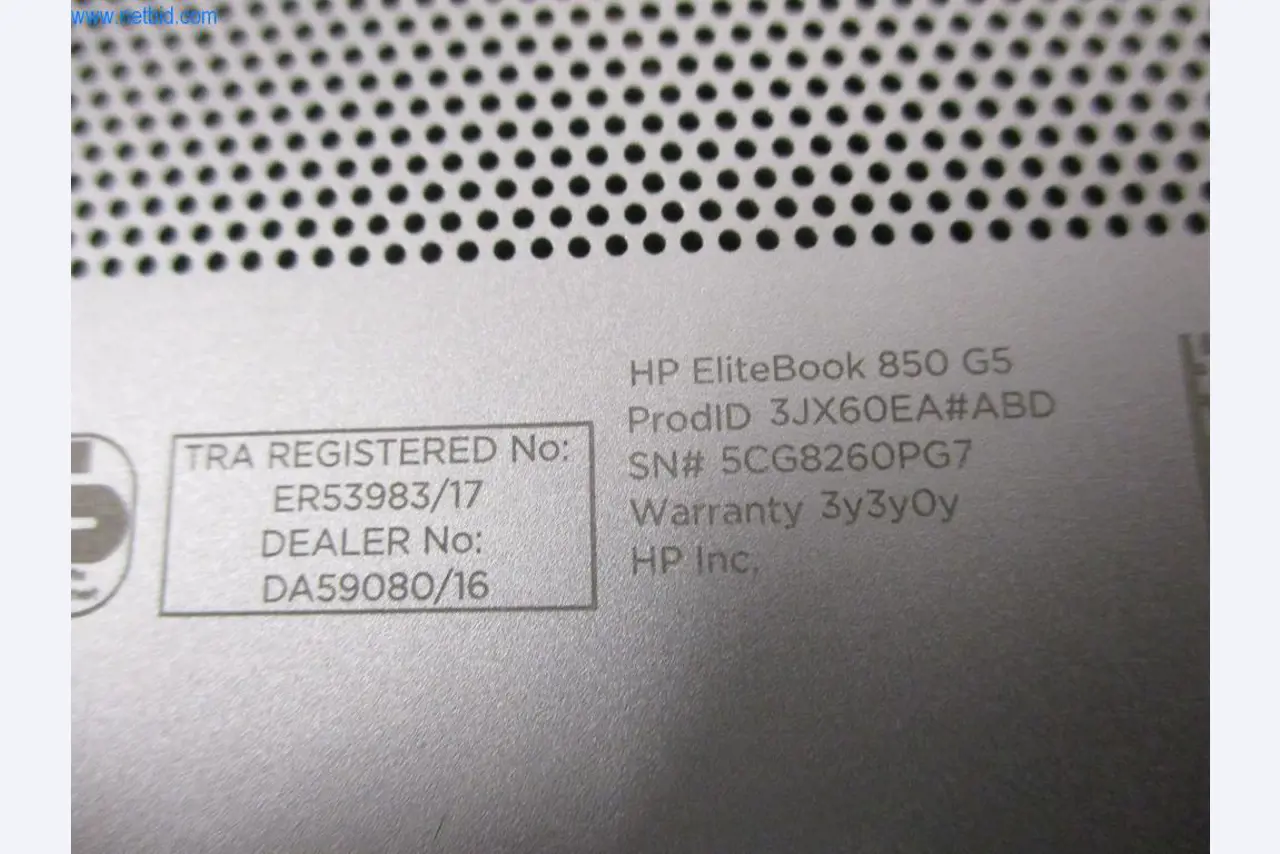 www.netbid.com
TRA REGISTERED No:
ER53983/17
DEALER No:
DA59080/16
HP EliteBook 850 G5
ProdID 3JX60EA#ABD
SN# 5CG8260PG7
Warranty 3y3y0y
HP Inc.